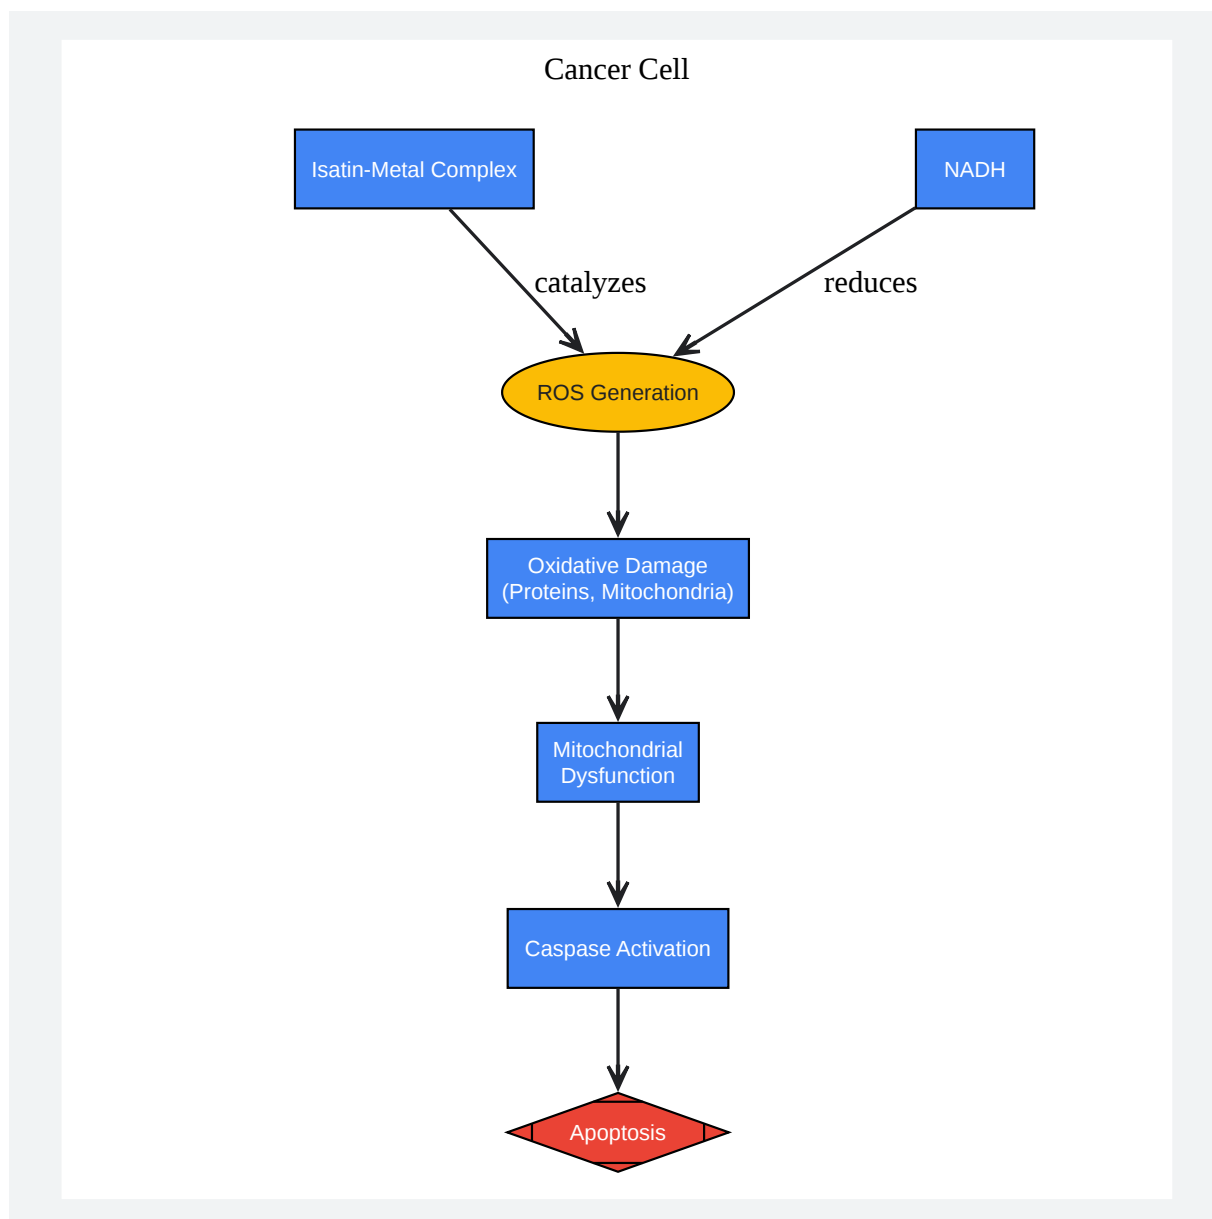 Cancer Cell
Isatin-Metal Complex
NADH
catalyzes
reduces
ROS Generation
Oxidative Damage
(Proteins, Mitochondria)
Mitochondrial
Dysfunction
Caspase Activation
Apoptosis